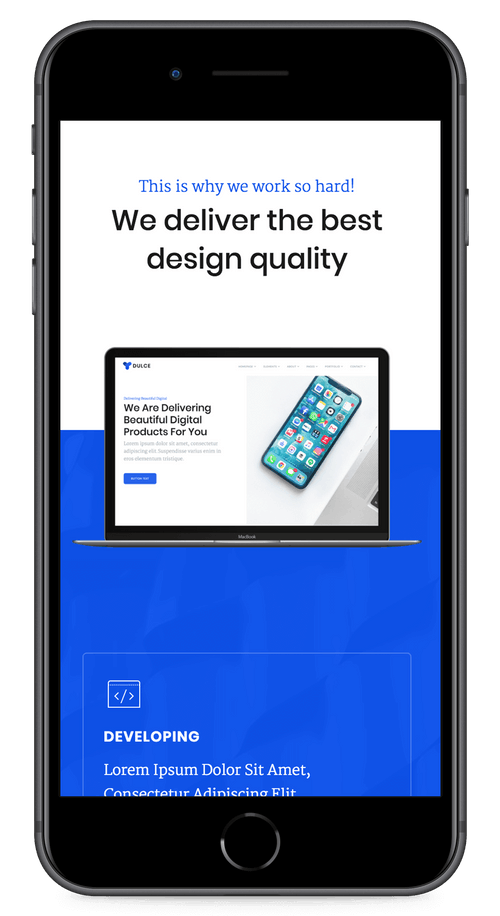 This is why we work so hard!
We deliver the best
design quality
DULCE
Delivering Beautiful Digital
We Are Delivering
Beautiful Digital
Products For You
Lorem ipsum dolor sit amet, consectetur
adipiscing elit. Suspendisse varius enim in
eros elementum tristique.
BUTTON TEXT
MacBook
DEVELOPING
Lorem Ipsum Dolor Sit Amet,
Consectetur Adipiscing Elit